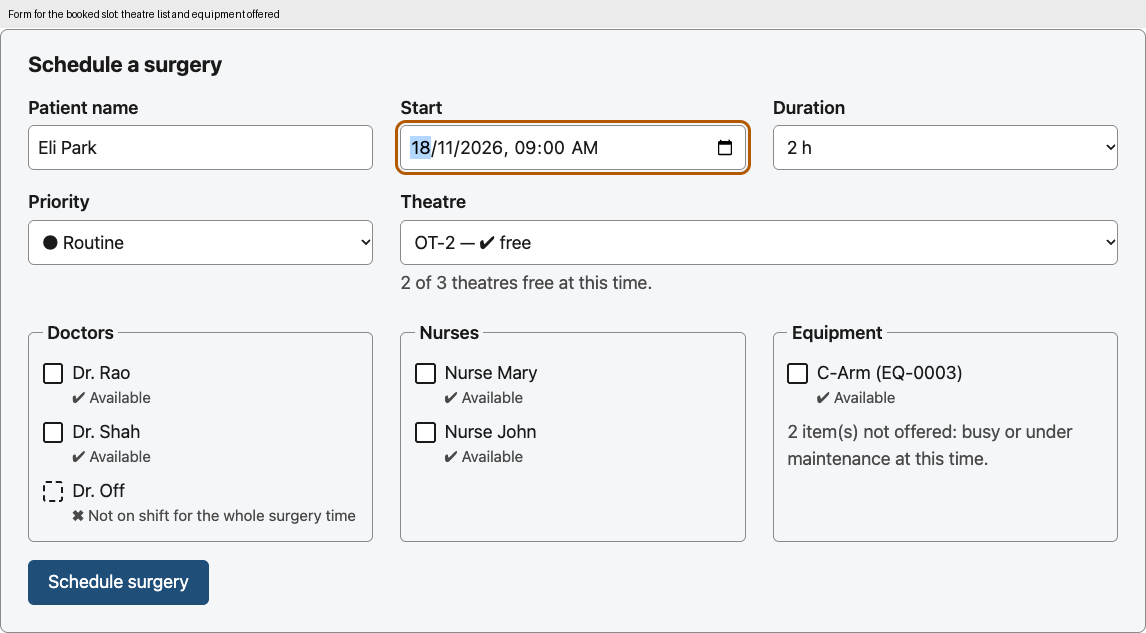 Form for the booked slot: theatre list and equipment offered
Schedule a surgery
Patient name
Eli Park
Start
18/11/2026, 09:00 AM
Duration
2 h
Priority
● Routine
Theatre
OT-2 — ✔ free
2 of 3 theatres free at this time.
Doctors
Dr. Rao
✔ Available
Dr. Shah
✔ Available
Dr. Off
✖ Not on shift for the whole surgery time
Nurses
Nurse Mary
✔ Available
Nurse John
✔ Available
Equipment
C-Arm (EQ-0003)
✔ Available
2 item(s) not offered: busy or under
maintenance at this time.
Schedule surgery